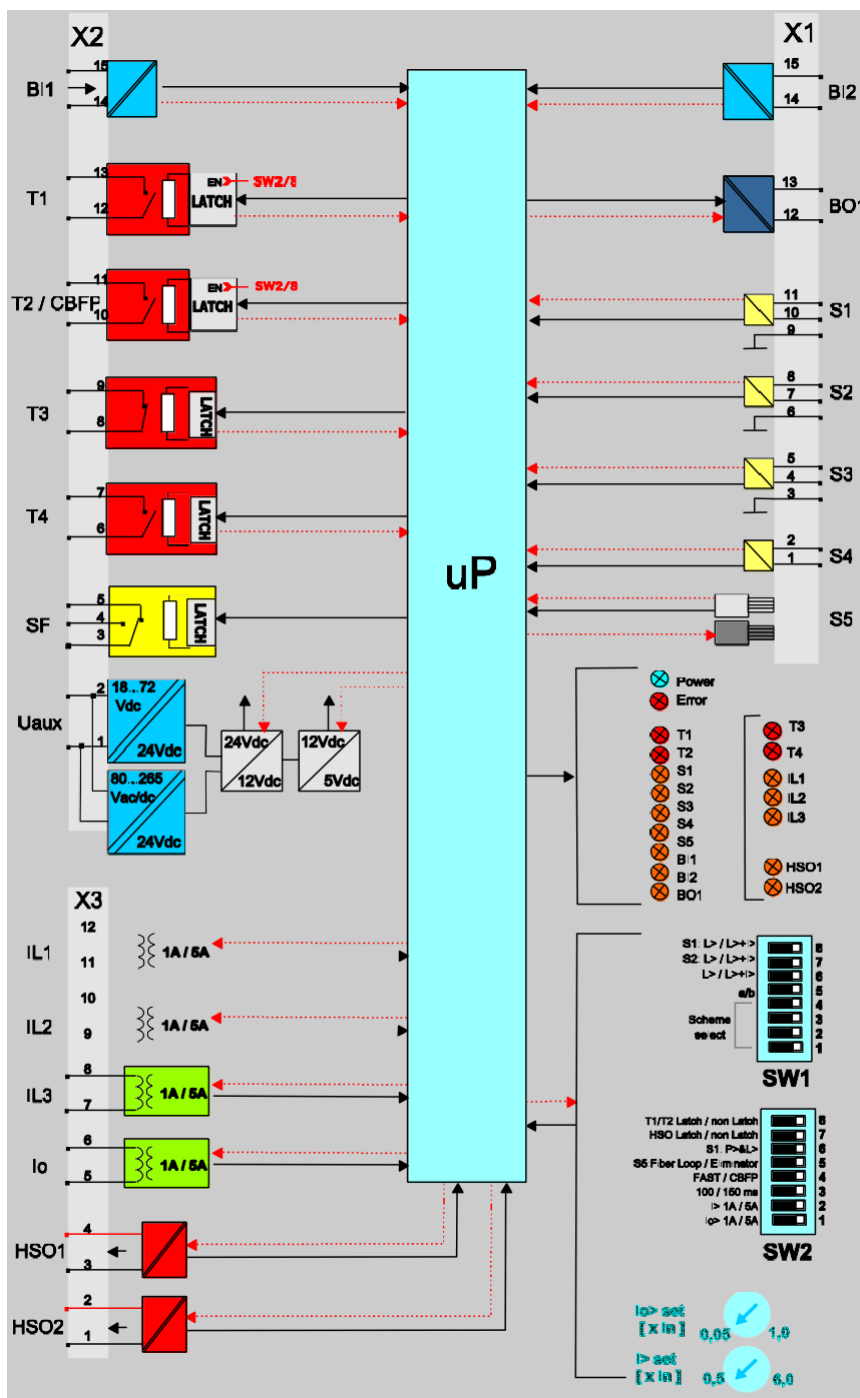 X2
X1
15
BI1
14
15
BI2
14
13
T1
12
EN
SW2/8
LATCH
13
BO1
12
11
T2 / CBFP
10
EN
SW2/8
LATCH
11
10
S1
9
9
T3
8
LATCH
8
7
S2
6
7
T4
6
LATCH
5
4
S3
3
uP
2
S4
1
5
SF
4
3
LATCH
S5
2
Uaux
1
18...72
Vdc
24Vdc
24Vdc
12Vdc
12Vdc
5Vdc
80...265
Vac/dc
24Vdc
Power
Error
T1
T2
S1
S2
S3
S4
S5
BI1
BI2
BO1
T3
T4
IL1
IL2
IL3
HSO1
HSO2
X3
12
IL1
11
1A / 5A
10
IL2
9
1A / 5A
8
IL3
7
1A / 5A
6
Io
5
1A / 5A
4
HSO1
3
2
HSO2
1
S1: L> / L>+I>
8
S2: L> / L>+I>
7
L> / L>+I>
6
a/b
5
4
Scheme
3
select
2
1
SW1
T1/T2 Latch / non Latch
8
HSO Latch / non Latch
7
S1: P>&L>
6
S5 Fiber Loop / Eliminator
5
FAST / CBFP
4
100 / 150 ms
3
I> 1A / 5A
2
Io> 1A / 5A
1
SW2
Io> set
[ x In ]
0,05
1,0
I> set
[ x In ]
0,5
6,0